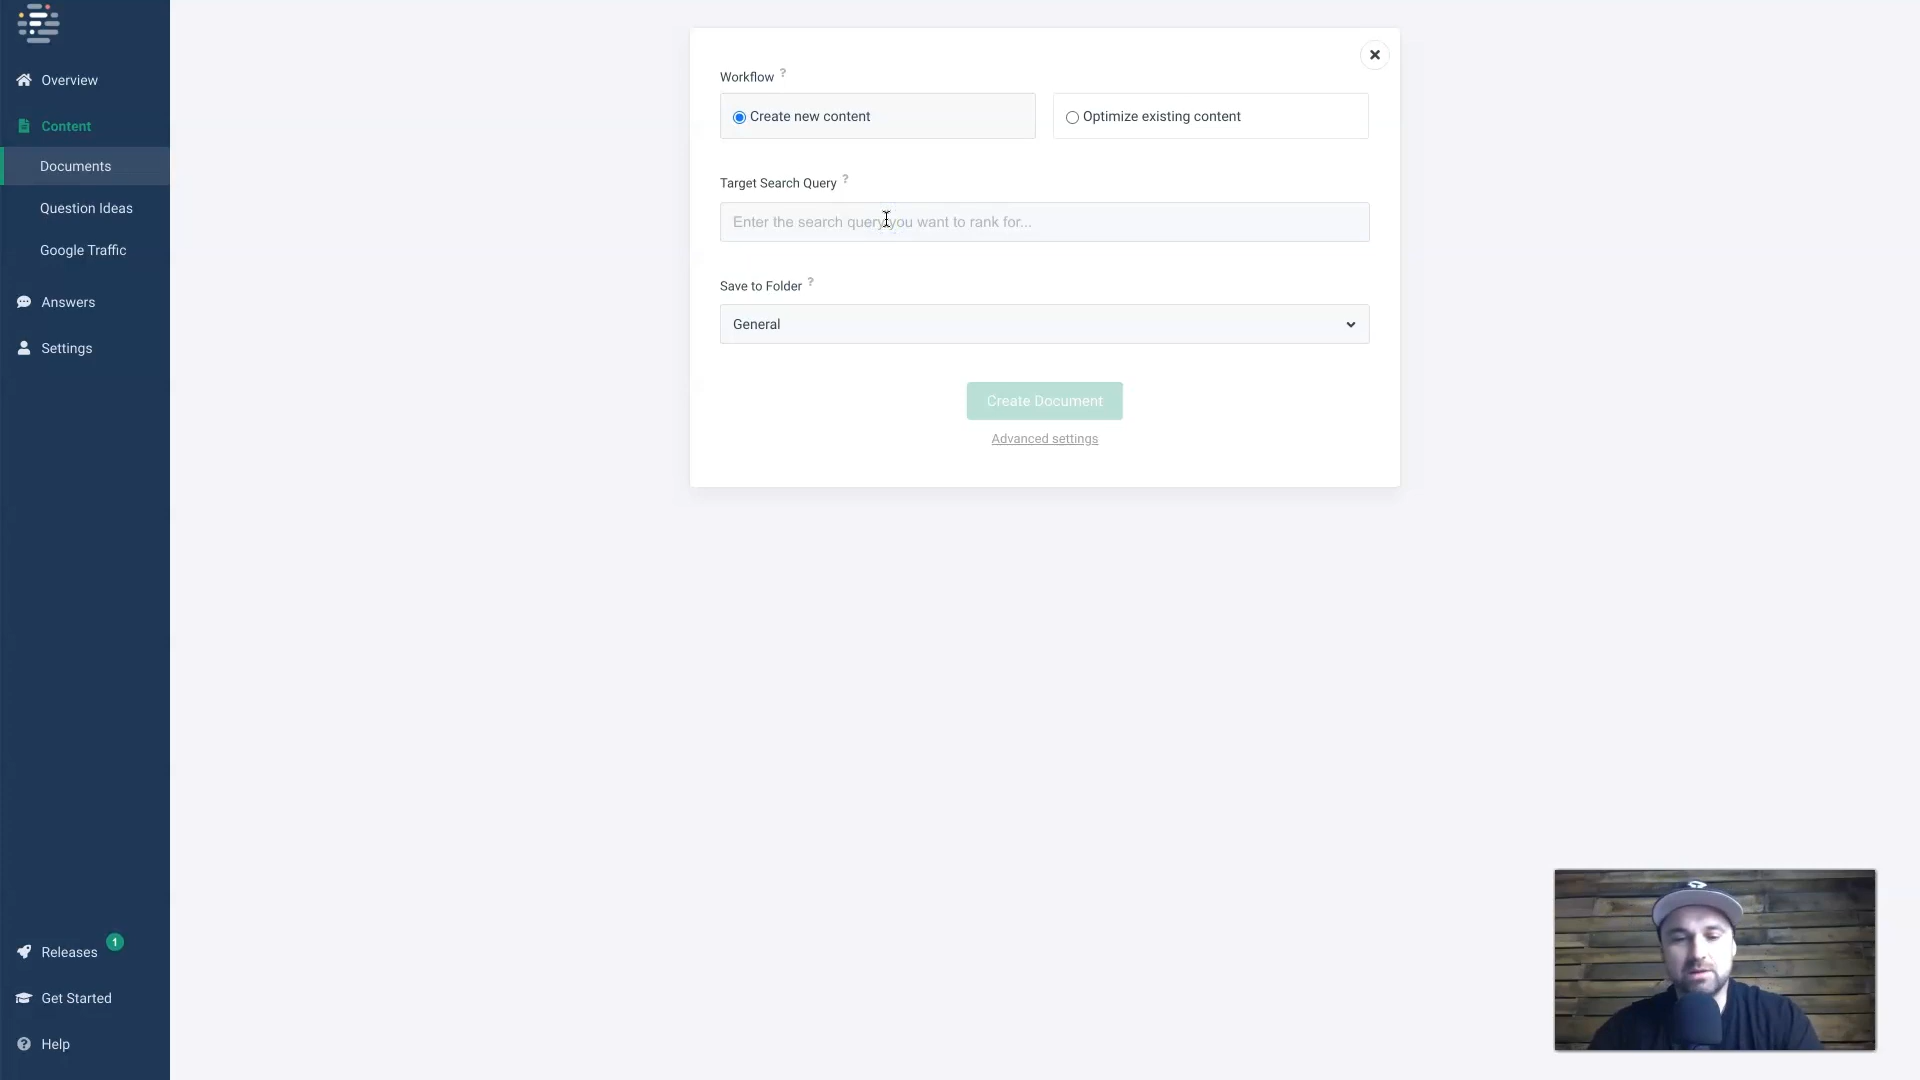 Overview
Content
Documents
Question Ideas
Google Traffic
Answers
Settings
Releases 1
Get Started
Help
Workflow ?
Create new content
Optimize existing content
Target Search Query ?
Enter the search query you want to rank for...
Save to Folder ?
General
Create Document
Advanced settings